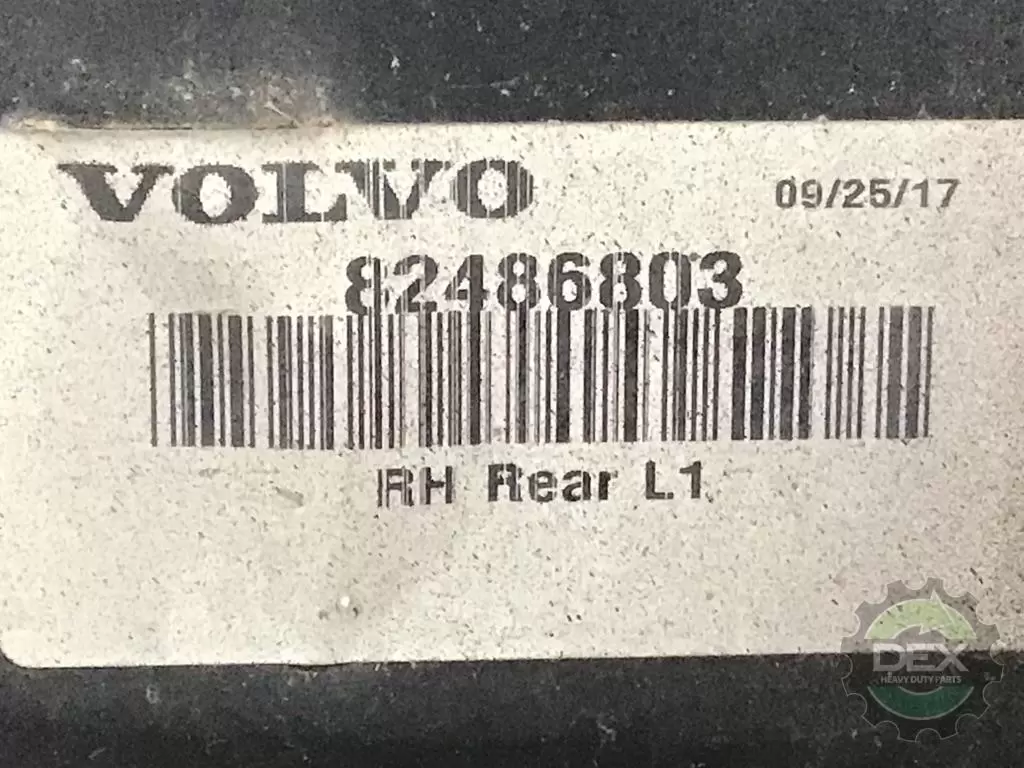 VOLVO
09/25/17
82486803
RH Rear L1
DEX
HEAVY DUTY PARTS